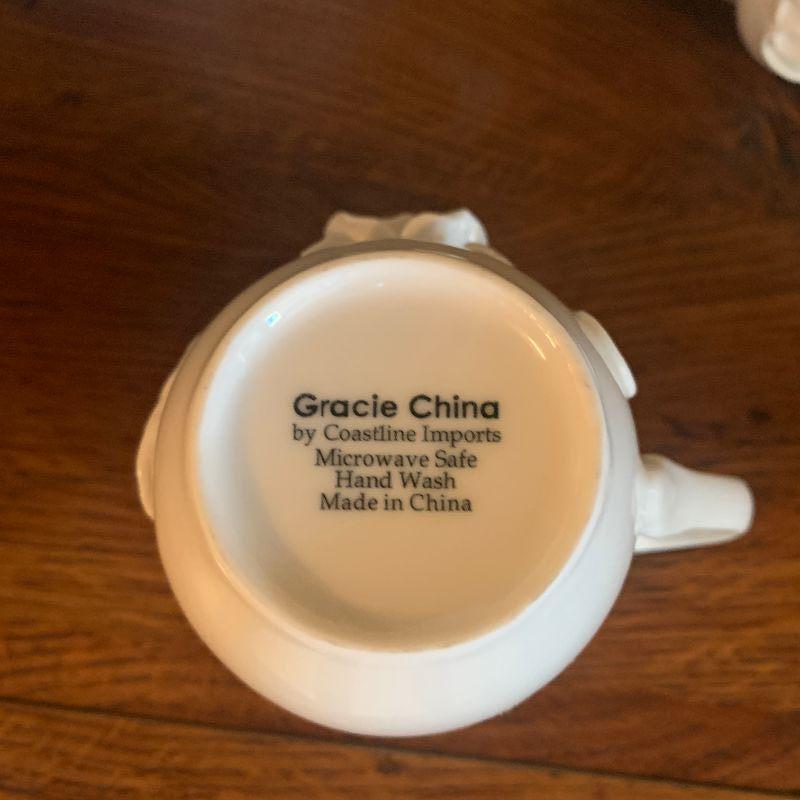 Gracie China
by Coastline Imports
Microwave Safe
Hand Wash
Made in China